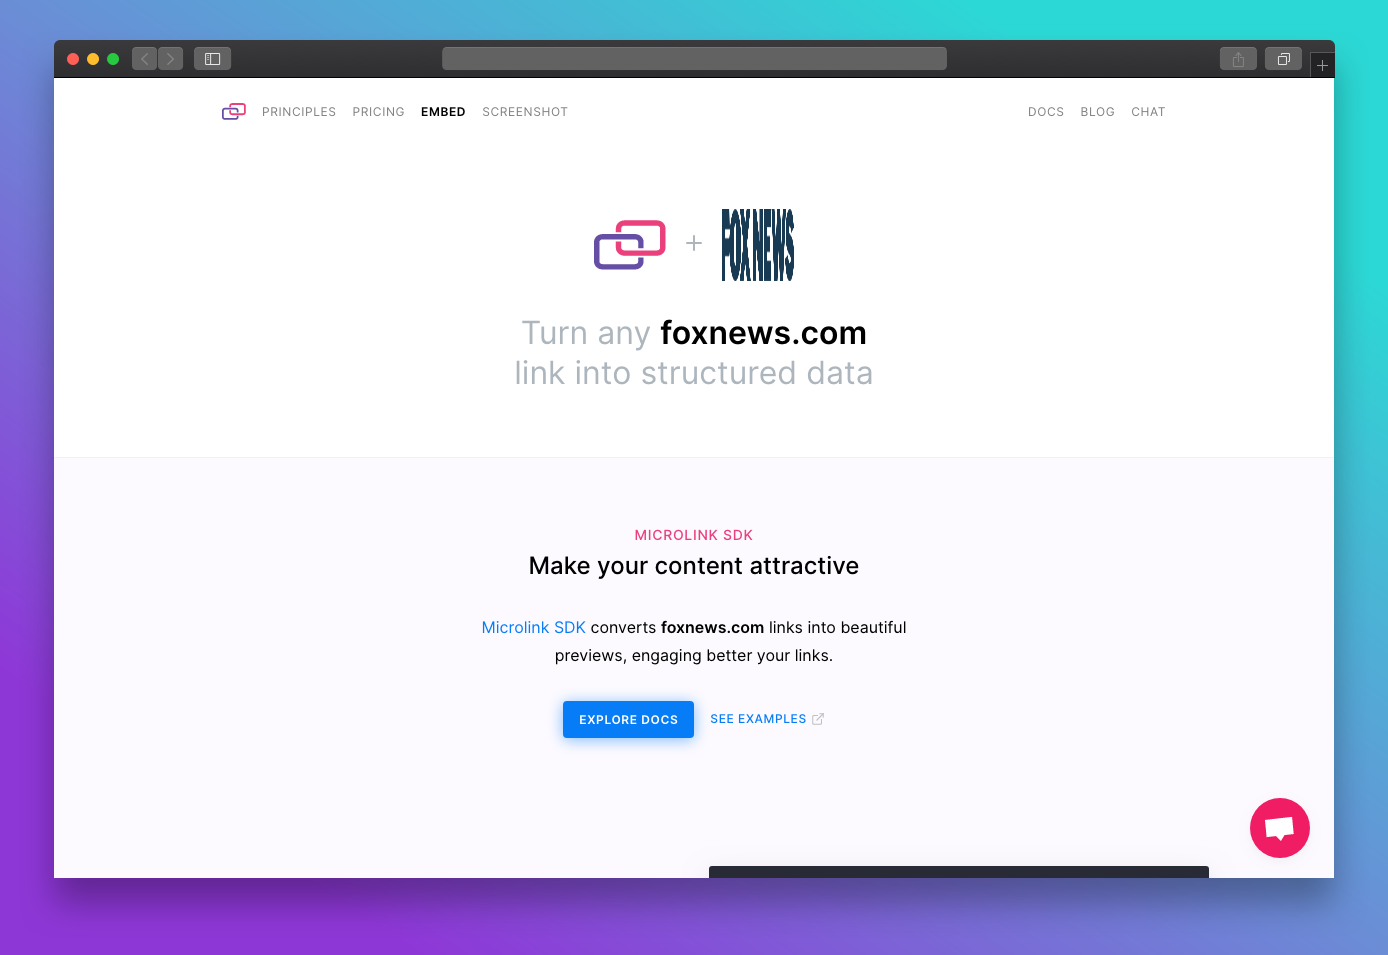 PRINCIPLES PRICING EMBED SCREENSHOT DOCS BLOG CHAT
FOX NEWS
Turn any foxnews.com
link into structured data
MICROLINK SDK
Make your content attractive
Microlink SDK converts foxnews.com links into beautiful
previews, engaging better your links.
EXPLORE DOCS SEE EXAMPLES